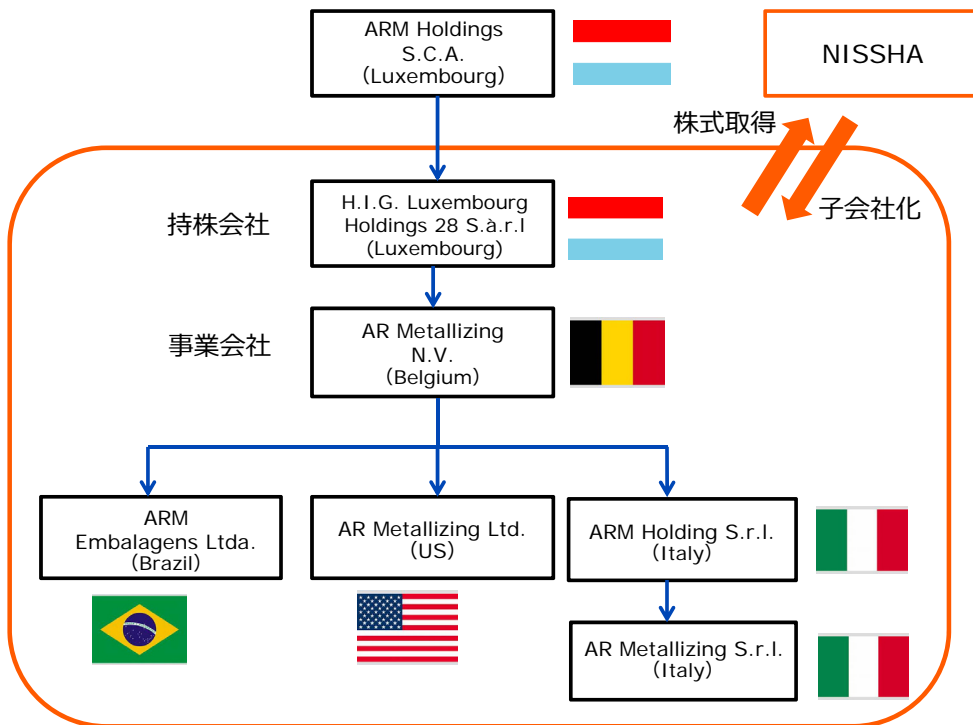 ARM Holdings
S.C.A.
(Luxembourg)
NISSHA
株式取得
子会社化
持株会社
H.I.G. Luxembourg
Holdings 28 S.à.r.l
(Luxembourg)
事業会社
AR Metallizing
N.V.
(Belgium)
ARM
Embalagens Ltda.
(Brazil)
AR Metallizing Ltd.
(US)
ARM Holding S.r.l.
(Italy)
AR Metallizing S.r.l.
(Italy)